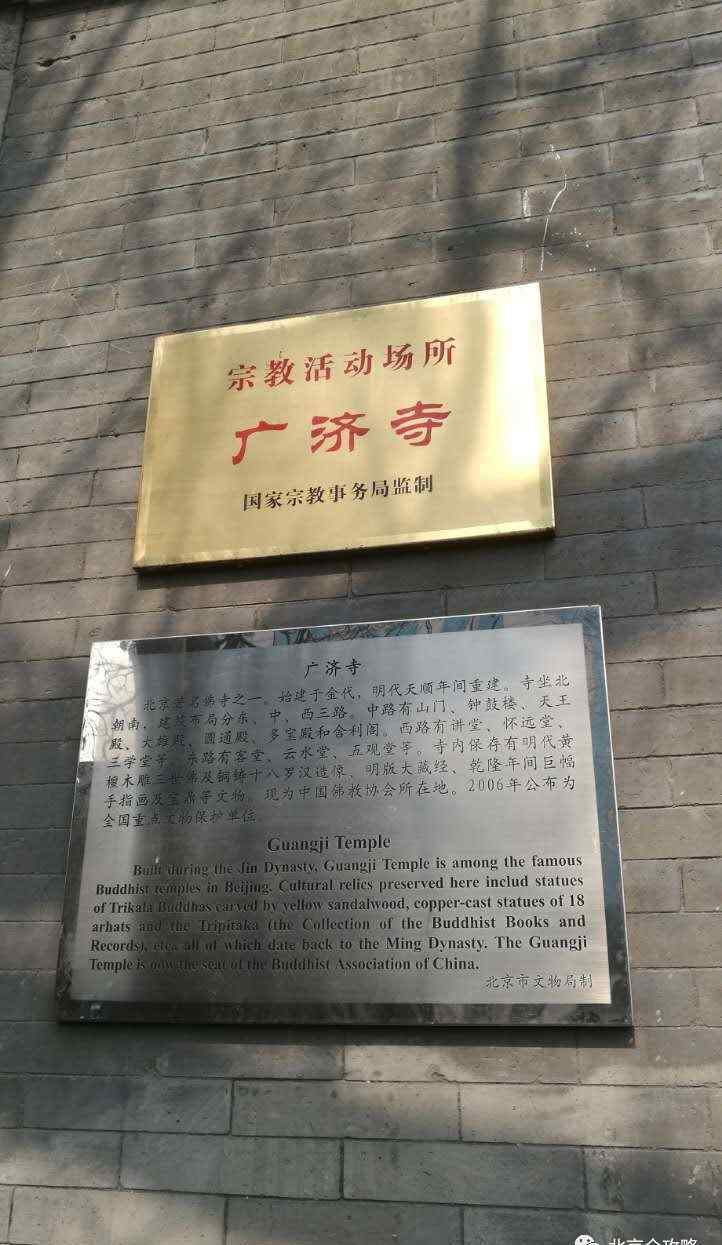 宗教活动场所
广济寺
国家宗教事务局监制
广济寺
北京著名佛寺之一。始建于金代，明代天顺年间重建。寺坐北
朝南，建筑布局分东、中、西三路。中路有山门、钟鼓楼、天王
殿、大雄殿、圆通殿、多宝殿和舍利阁。西路有讲堂、怀远堂、
三学堂等，东路有客堂、云水堂、五观堂等。寺内保存有明代黄
檀木雕三世佛及铜铸十八罗汉造像、明版大藏经、乾隆年间巨幅
手指画及宝鼎等文物。现为中国佛教协会所在地。2006年公布为
全国重点文物保护单位。
Guangji Temple
Built during the Jin Dynasty, Guangji Temple is among the famous
Buddhist temples in Beijing. Cultural relics preserved here includ statues
of Trikala Buddhas carved by yellow sandalwood, copper-cast statues of 18
arhats and the Tripitaka (the Collection of the Buddhist Books and
Records), etca all of which date back to the Ming Dynasty. The Guangji
Temple is now the seat of the Buddhist Association of China.
北京市文物局制
北京全攻略